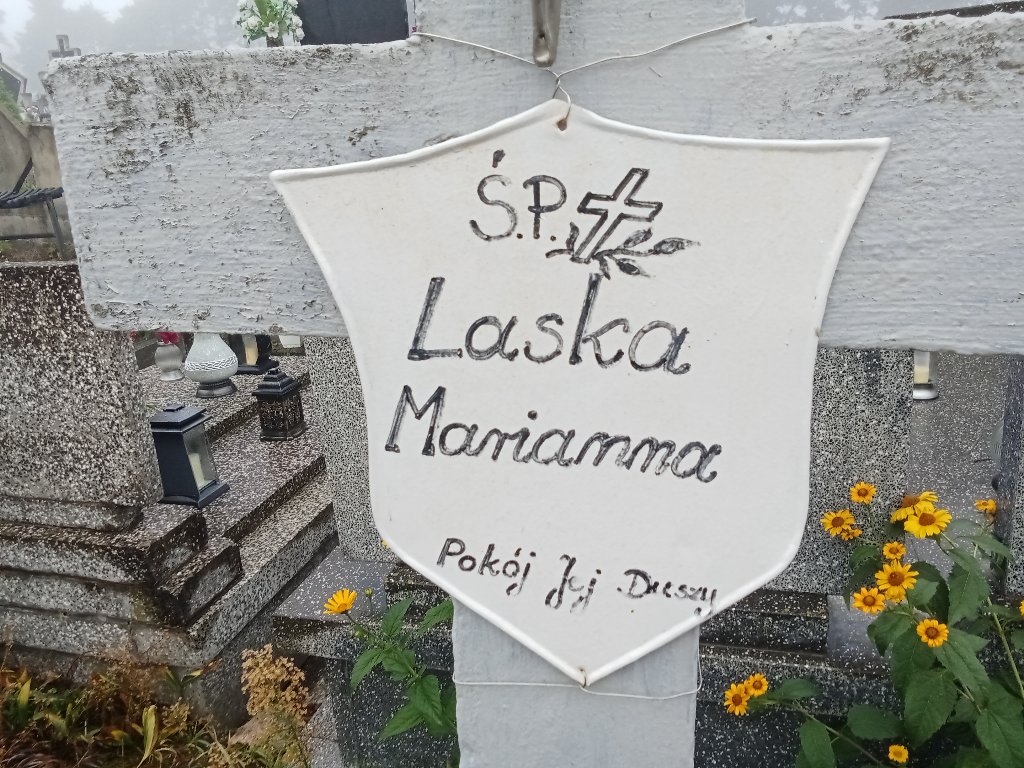 Ś.P.
Laska
Marianna
Pokój Jej Duszy